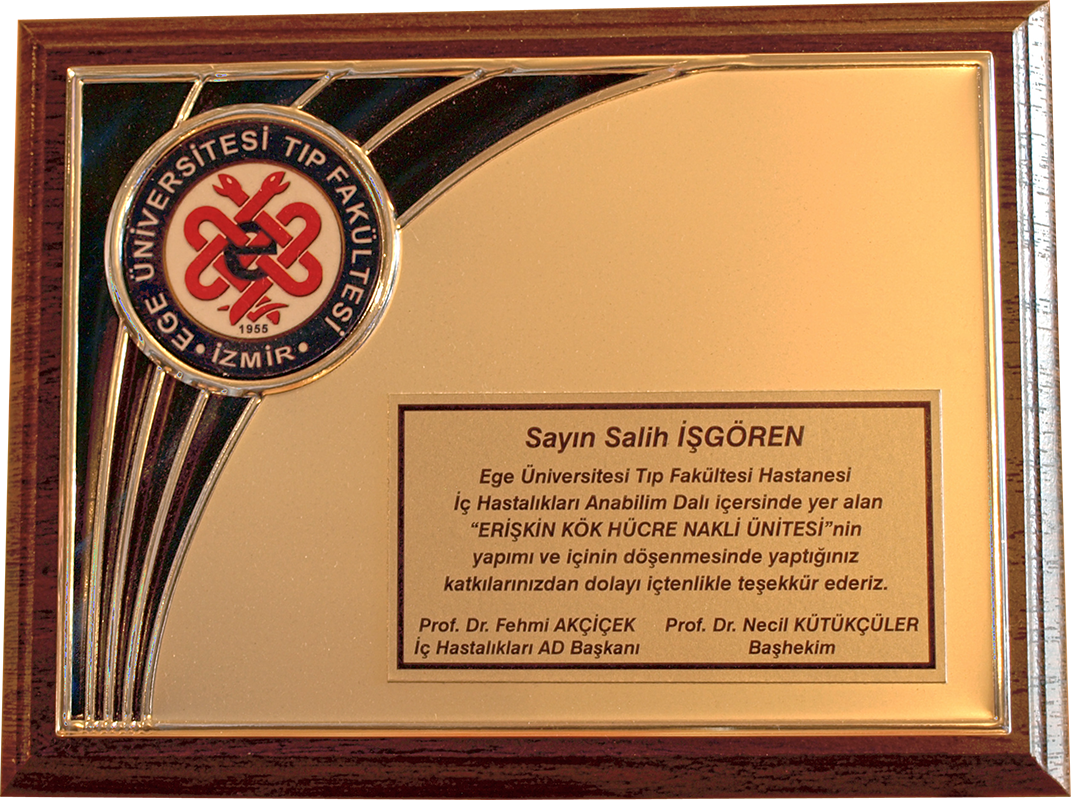 EGE ÜNİVERSİTESİ TIP FAKÜLTESİ
e
1955
• İZMİR •
Sayın Salih İŞGÖREN
Ege Üniversitesi Tıp Fakültesi Hastanesi
İç Hastalıkları Anabilim Dalı içersinde yer alan
“ERİŞKİN KÖK HÜCRE NAKLİ ÜNİTESİ”nin
yapımı ve içinin döşenmesinde yaptığınız
katkılarınızdan dolayı içtenlikle teşekkür ederiz.
Prof. Dr. Fehmi AKÇİÇEK Prof. Dr. Necil KÜTÜKÇÜLER
İç Hastalıkları AD Başkanı Başhekim